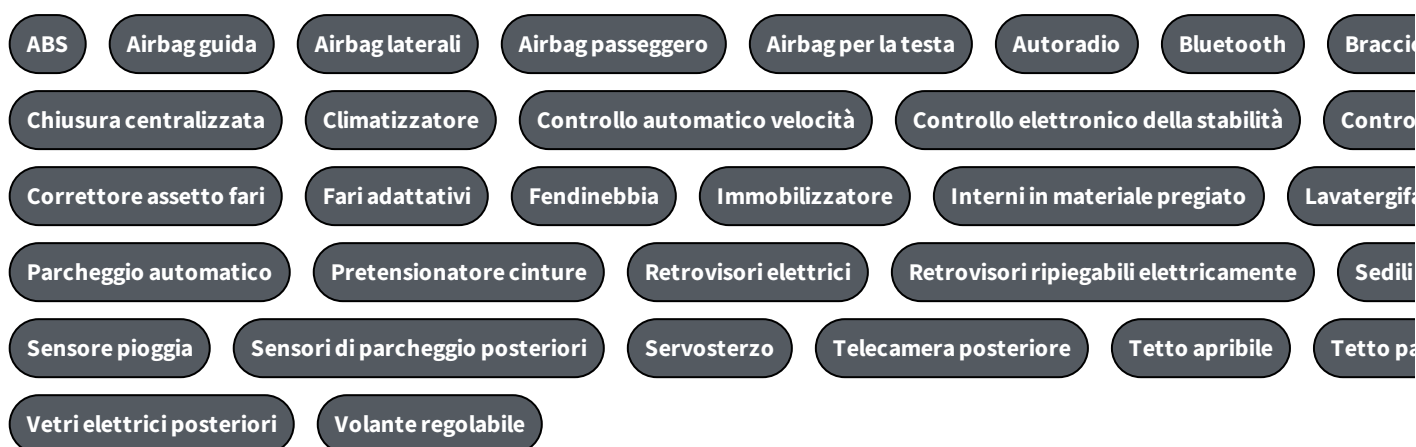 ABS Airbag guida Airbag laterali Airbag passeggero Airbag per la testa Autoradio Bluetooth
Chiusura centralizzata Climatizzatore Controllo automatico velocità Controllo elettronico della stabilità
Correttore assetto fari Fari adattativi Fendinebbia Immobilizzatore Interni in materiale pregiato
Parcheggio automatico Pretensionatore cinture Retrovisori elettrici Retrovisori ripiegabili elettricamente Sedili
Sensore pioggia Sensori di parcheggio posteriori Servosterzo Telecamera posteriore Tetto apribile Tetto
Vetri elettrici posteriori Volante regolabile